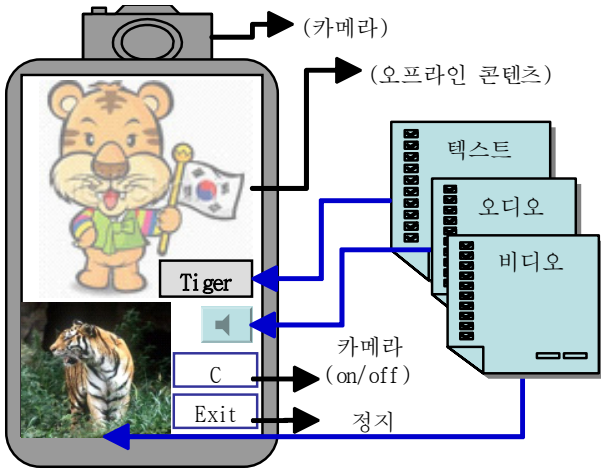 (카메라)
(오프라인 콘텐츠)
텍스트
오디오
비디오
Tiger
카메라
(on/off)
C
Exit
정지